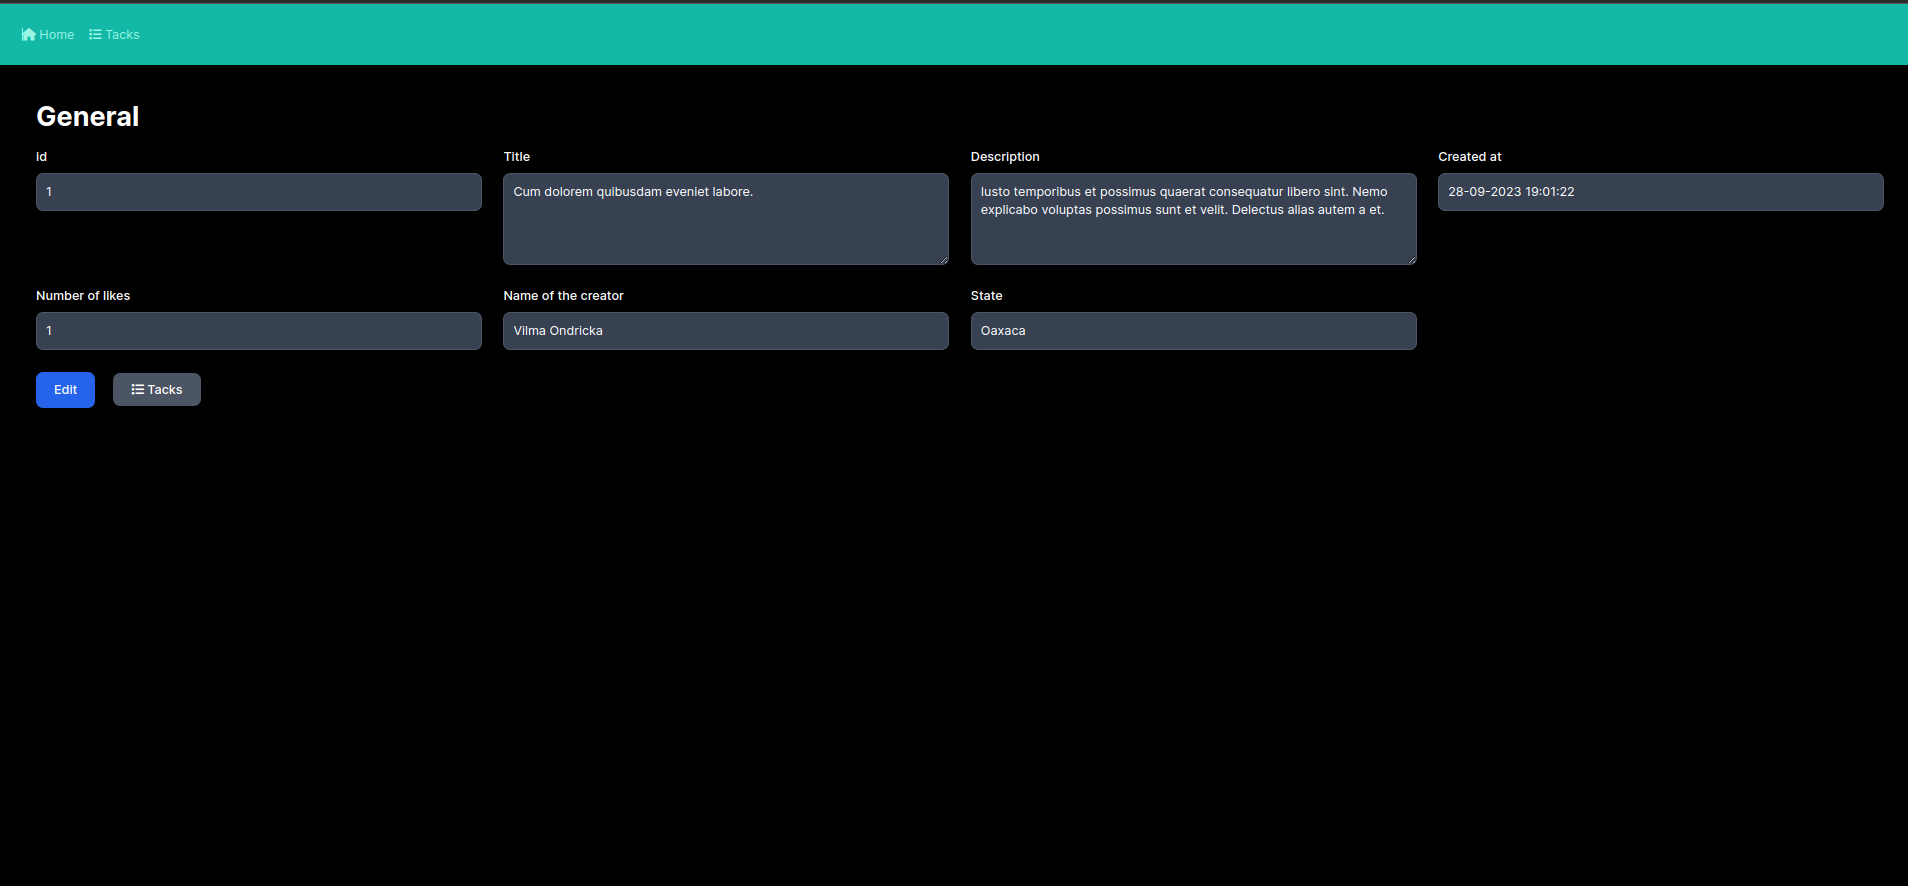 Home Tacks
General
id Title Description Created at
1 Cum dolorem quibusdam eveniet labore. Iusto temporibus et possimus quaerat consequatur libero sint. Nemo 28-09-2023 19:01:22
explicabo voluptas possimus sunt et velit. Delectus alias autem a et.
Number of likes Name of the creator State
1 Vilma Ondricka Oaxaca
Edit Tacks